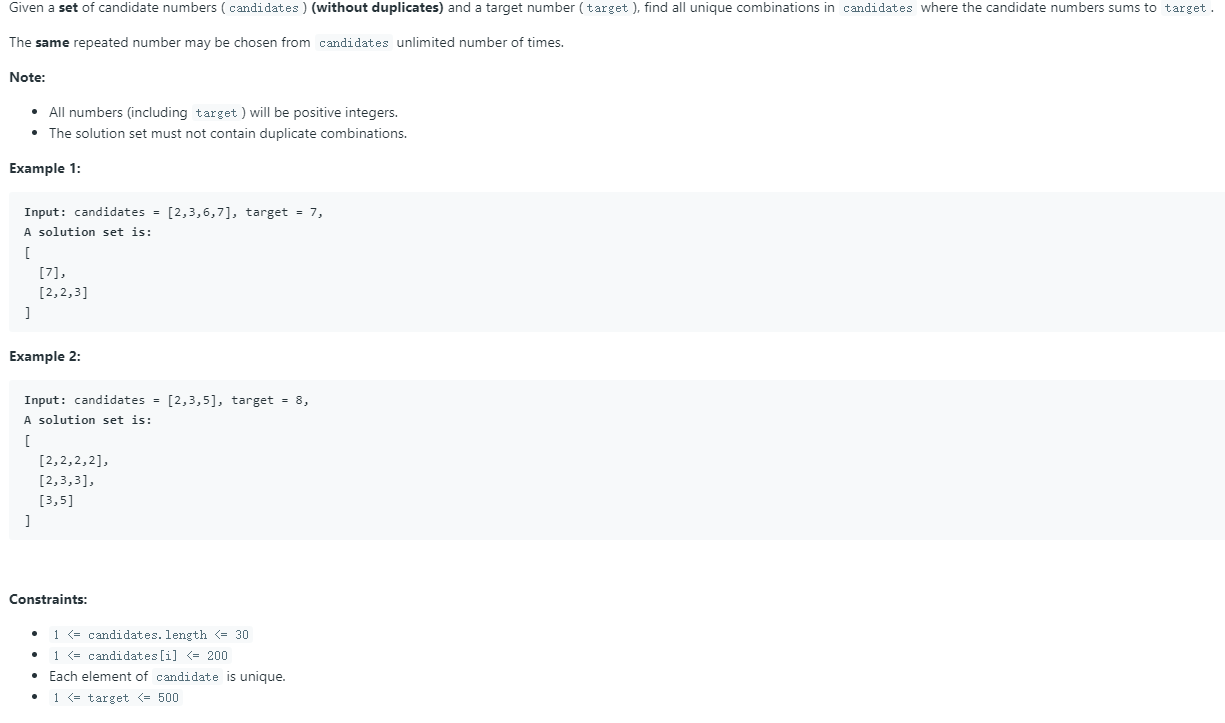 Given a set of candidate numbers ( candidates ) (without duplicates) and a target number ( target ), find all unique combinations in candidates where the candidate numbers sums to target .
The same repeated number may be chosen from candidates unlimited number of times.
Note:
• All numbers (including target ) will be positive integers.
• The solution set must not contain duplicate combinations.
Example 1:
Input: candidates = [2,3,6,7], target = 7,
A solution set is:
[
[7],
[2,2,3]
]
Example 2:
Input: candidates = [2,3,5], target = 8,
A solution set is:
[
[2,2,2,2],
[2,3,3],
[3,5]
]
Constraints:
• 1 <= candidates.length <= 30
• 1 <= candidates[i] <= 200
• Each element of candidate is unique.
• 1 <= target <= 500